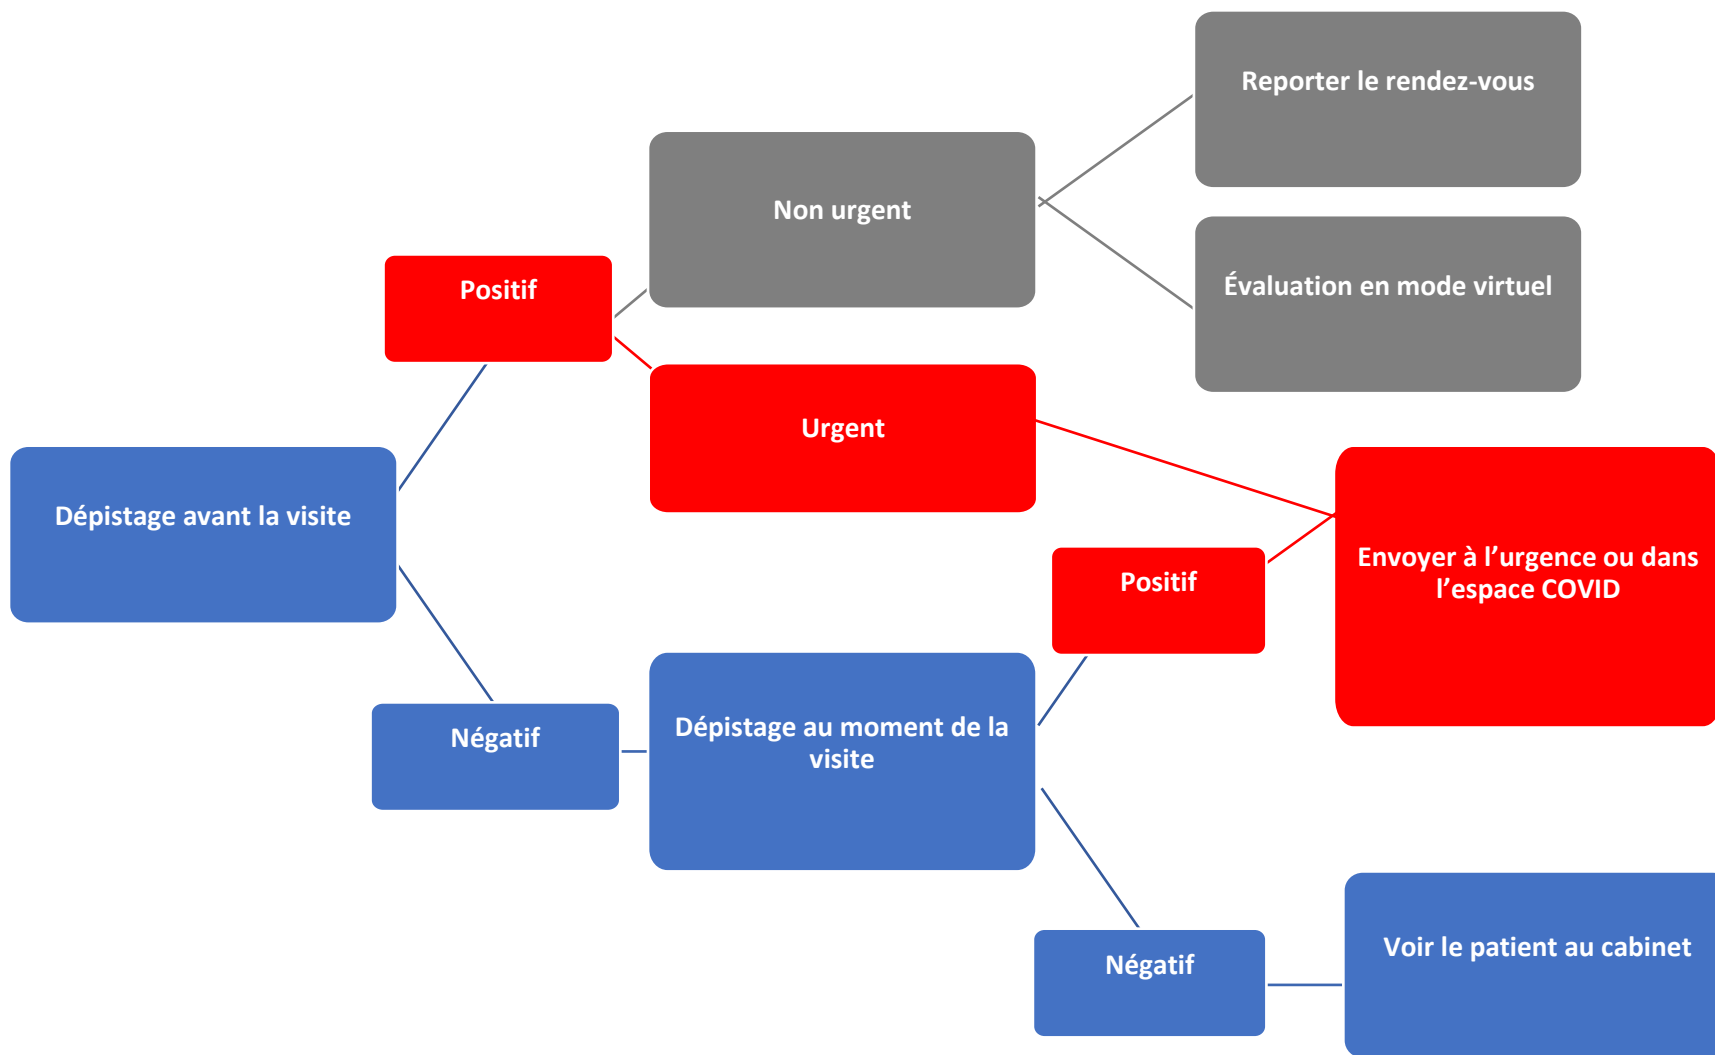 Reporter le rendez-vous
Non urgent
Évaluation en mode virtuel
Positif
Urgent
Dépistage avant la visite
Envoyer à l’urgence ou dans
l’espace COVID
Positif
Négatif
Dépistage au moment de la
visite
Négatif
Voir le patient au cabinet